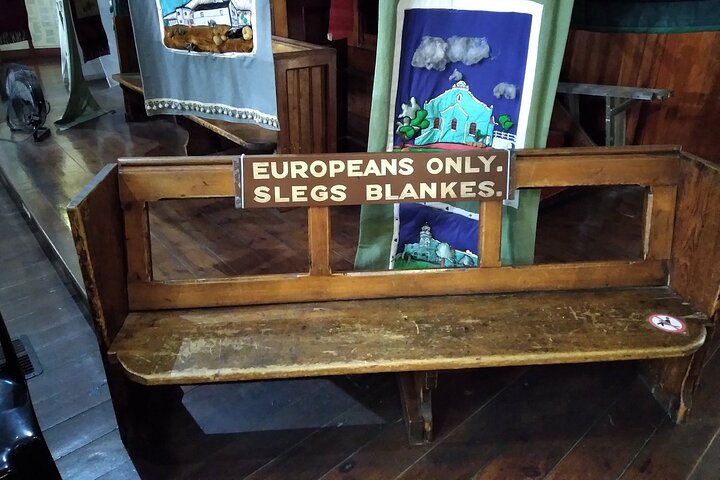 EUROPEANS ONLY.
SLEGS BLANKES.